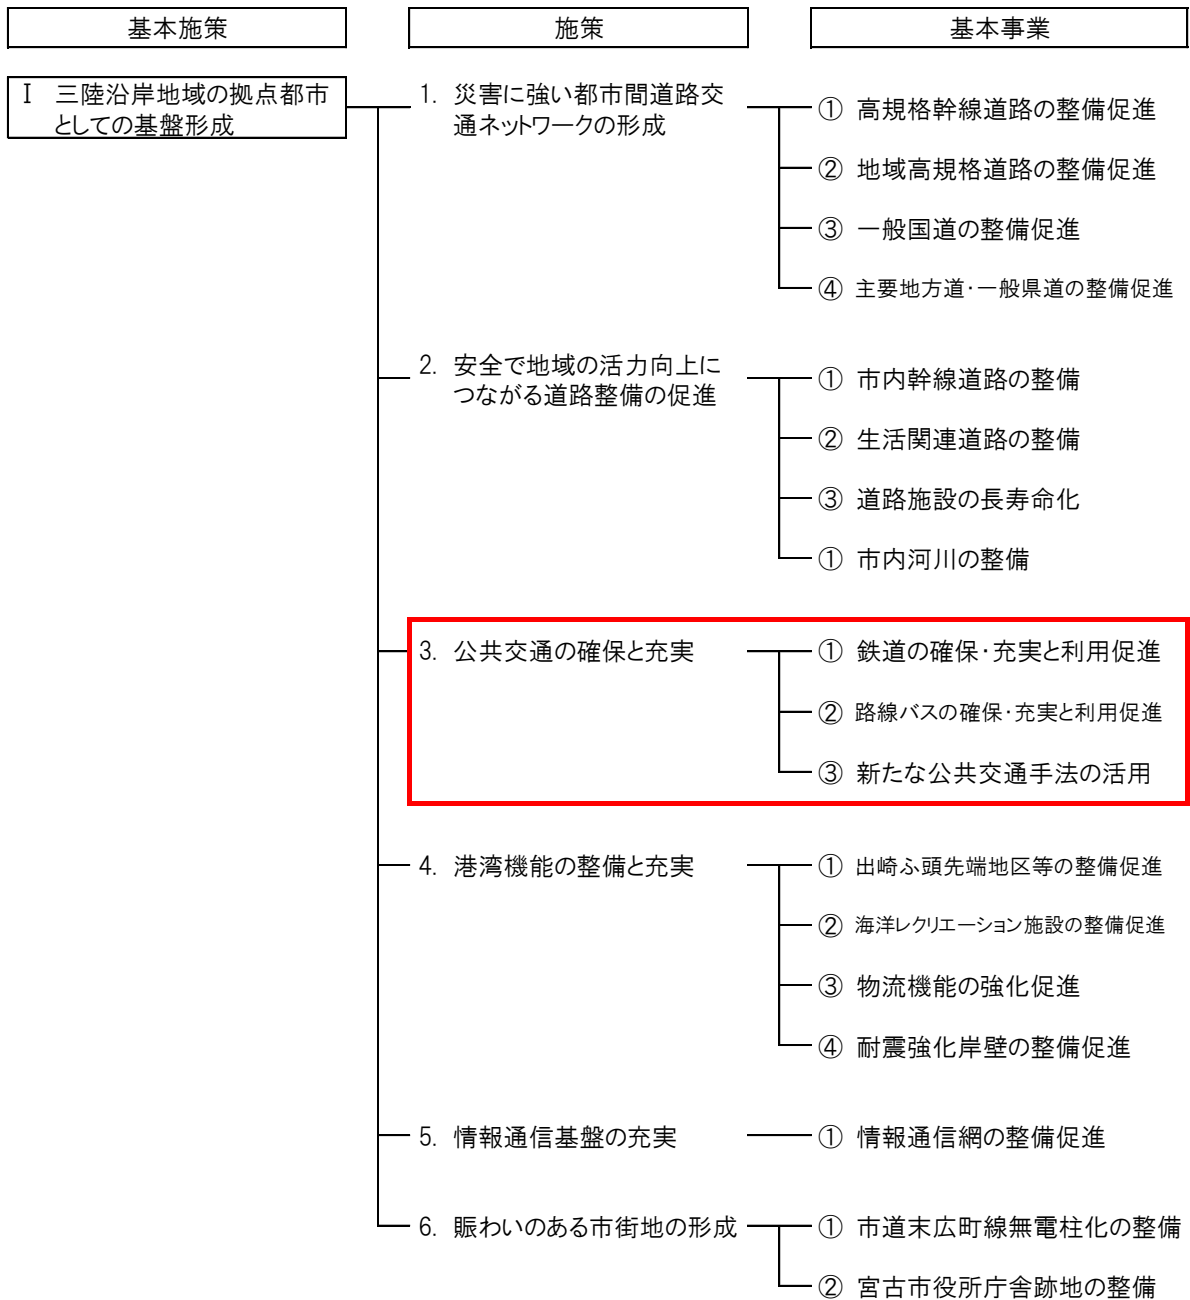 基本施策
施策
基本事業
Ⅰ 三陸沿岸地域の拠点都市
としての基盤形成
1. 災害に強い都市間道路交
通ネットワークの形成
① 高規格幹線道路の整備促進
② 地域高規格道路の整備促進
③ 一般国道の整備促進
④ 主要地方道・一般県道の整備促進
2. 安全で地域の活力向上に
つながる道路整備の促進
① 市内幹線道路の整備
② 生活関連道路の整備
③ 道路施設の長寿命化
① 市内河川の整備
3. 公共交通の確保と充実
① 鉄道の確保・充実と利用促進
② 路線バスの確保・充実と利用促進
③ 新たな公共交通手法の活用
4. 港湾機能の整備と充実
① 出崎ふ頭先端地区等の整備促進
② 海洋レクリエーション施設の整備促進
③ 物流機能の強化促進
④ 耐震強化岸壁の整備促進
5. 情報通信基盤の充実
① 情報通信網の整備促進
6. 賑わいのある市街地の形成
① 市道末広町線無電柱化の整備
② 宮古市役所庁舎跡地の整備